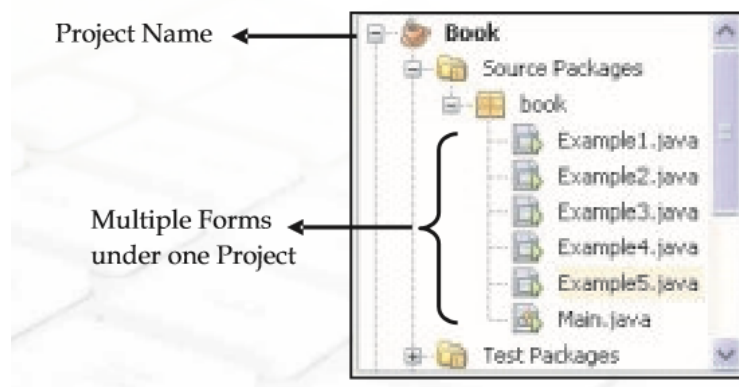 Project Name
Book
Source Packages
book
Example1.java
Example2.java
Example3.java
Example4.java
Example5.java
Main.java
Multiple Forms
under one Project
Test Packages